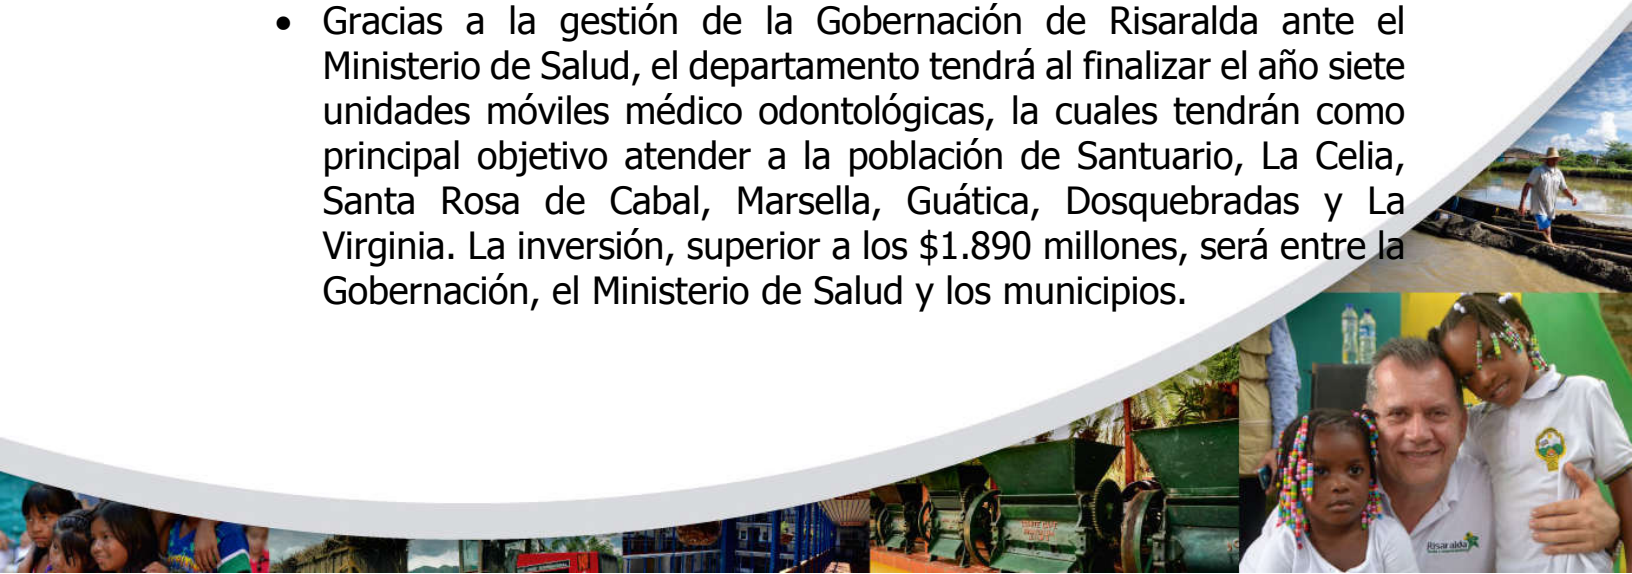 • Gracias a la gestión de la Gobernación de Risaralda ante el
Ministerio de Salud, el departamento tendrá al finalizar el año siete
unidades móviles médico odontológicas, la cuales tendrán como
principal objetivo atender a la población de Santuario, La Celia,
Santa Rosa de Cabal, Marsella, Guática, Dosquebradas y La
Virginia. La inversión, superior a los $1.890 millones, será entre la
Gobernación, el Ministerio de Salud y los municipios.
Risaralda